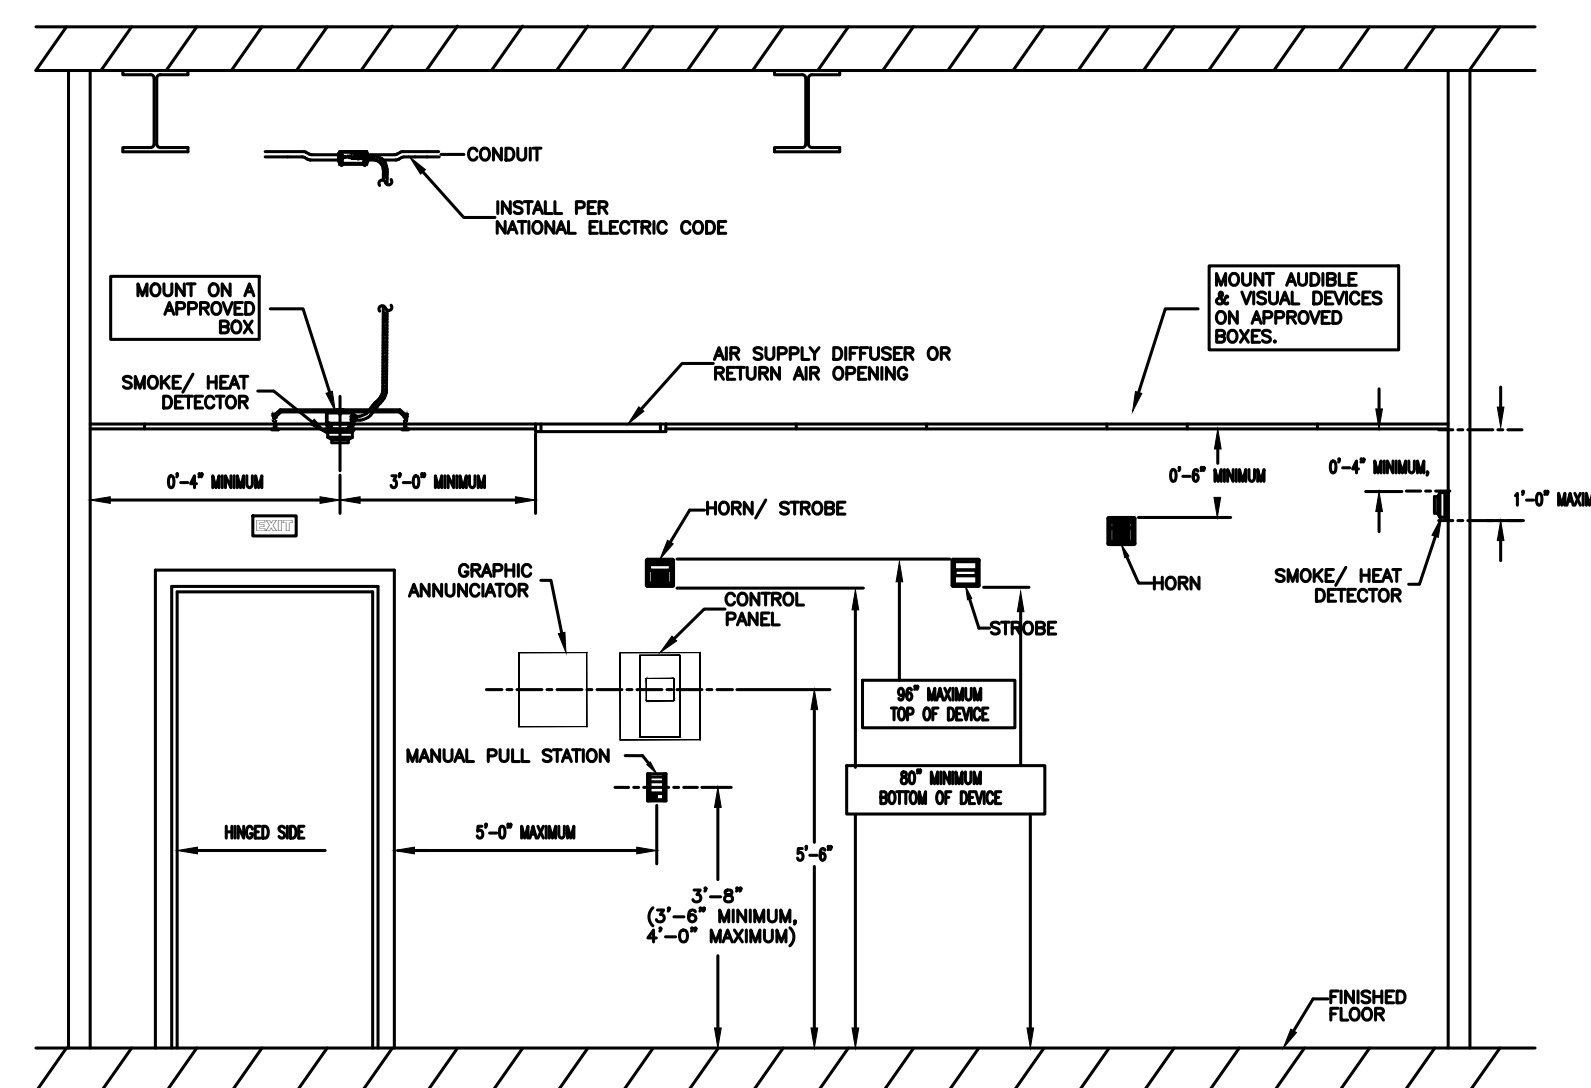 CONDUIT
INSTALL PER
NATIONAL ELECTRIC CODE
MOUNT ON A
APPROVED
BOX
MOUNT AUDIBLE
& VISUAL DEVICES
ON APPROVED
BOXES.
AIR SUPPLY DIFFUSER OR
RETURN AIR OPENING
SMOKE/ HEAT
DETECTOR
0'-4" MINIMUM
3'-0" MINIMUM
0'-6" MINIMUM
0'-4" MINIMUM,
1'-0" MAXIM
EXIT
HORN/ STROBE
GRAPHIC
ANNUNCIATOR
CONTROL
PANEL
STROBE
HORN
SMOKE/ HEAT
DETECTOR
96" MAXIMUM
TOP OF DEVICE
MANUAL PULL STATION
80" MINIMUM
BOTTOM OF DEVICE
HINGED SIDE
5'-0" MAXIMUM
5'-6"
3'-8"
(3'-6" MINIMUM,
4'-0" MAXIMUM)
FINISHED
FLOOR